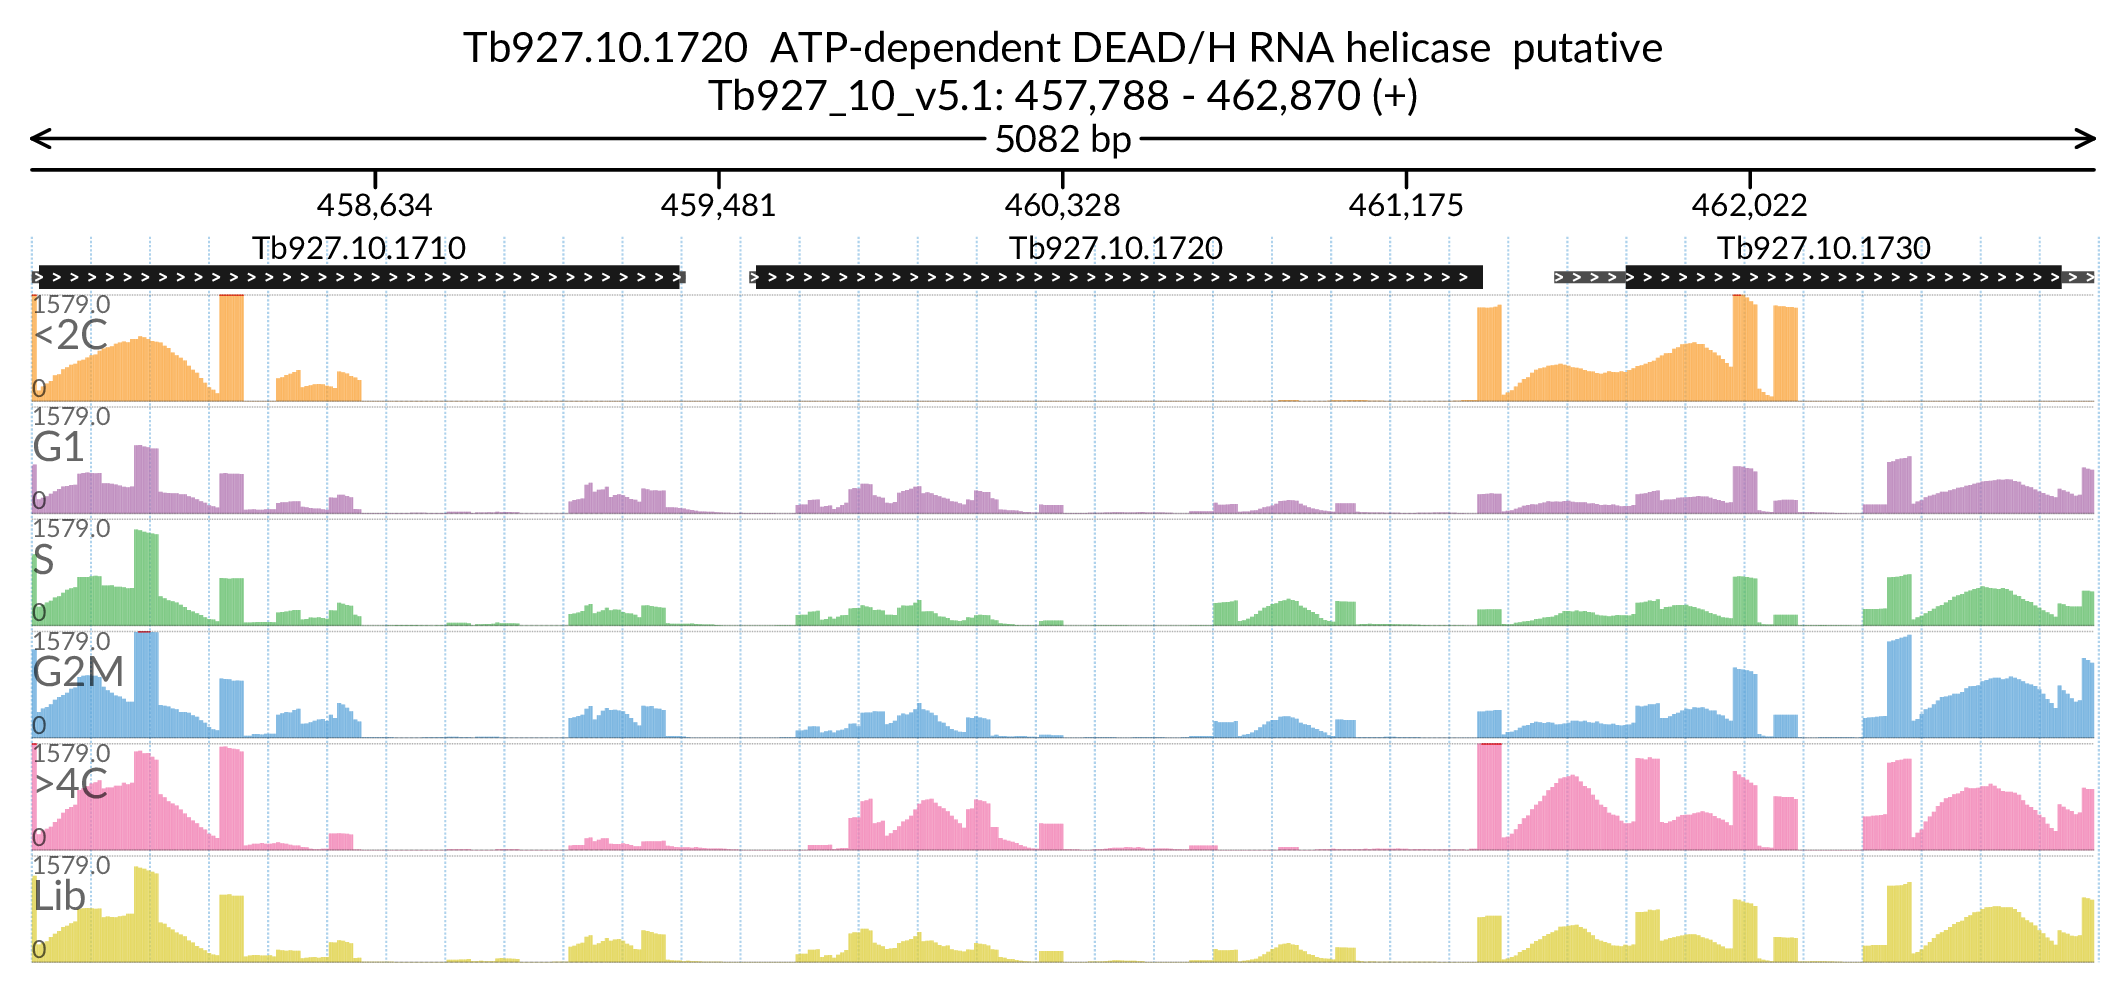 Tb927.10.1720  ATP-dependent DEAD/H RNA helicase  putative
Tb927_10_v5.1: 457,788 - 462,870 (+)
5082 bp
458,634 459,481 460,328 461,175 462,022
Tb927.10.1710 Tb927.10.1720 Tb927.10.1730
1579.0
<2C
0
1579.0
G1
0
1579.0
S
0
1579.0
G2M
0
1579.0
>4C
0
1579.0
Lib
0